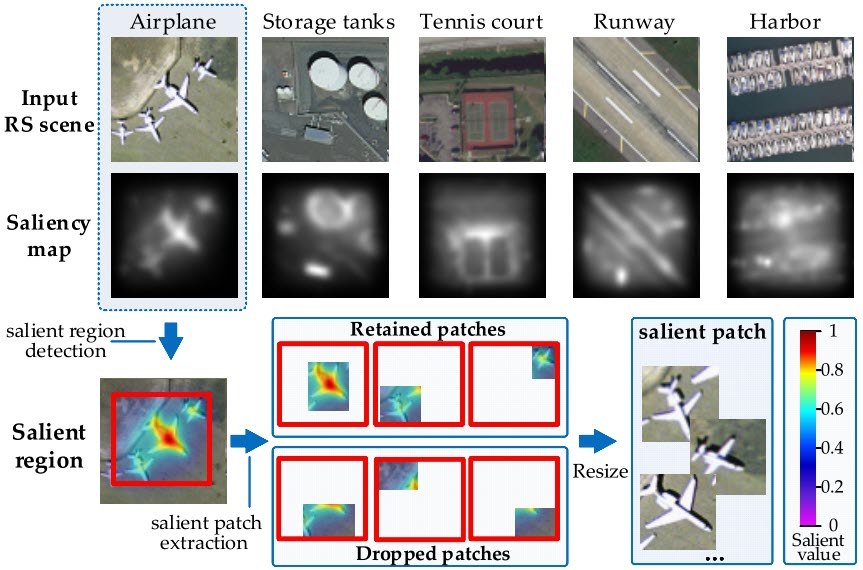 Airplane
Storage tanks
Tennis court
Runway
Harbor
Input
RS scene
Saliency
map
salient region
detection
Retained patches
salient patch
1
0.8
0.6
0.4
0.2
0
Salient
value
Salient
region
Resize
salient patch
extraction
Dropped patches
...